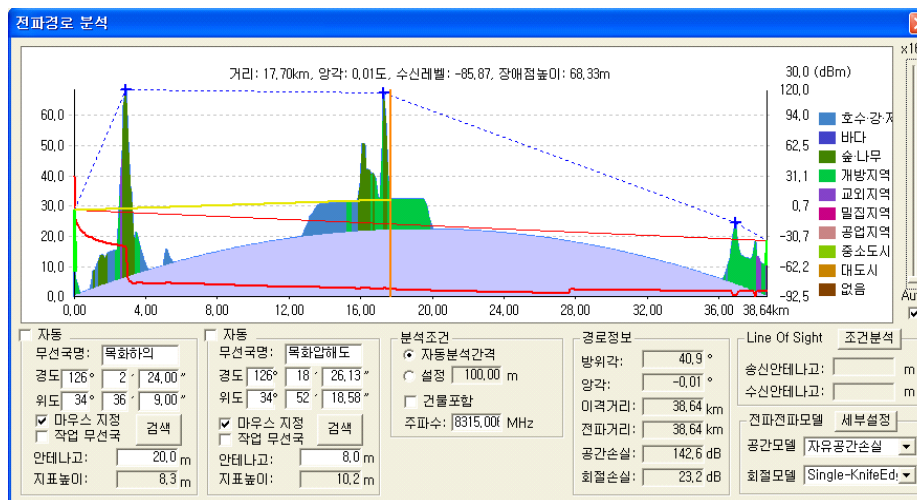 전파경로 분석
거리: 17,70km, 양각: 0,01도, 수신레벨: -85,87, 장애점높이: 68,33m
30,0 (dBm)
60,0
50,0
40,0
30,0
20,0
10,0
0,0
120,0
94,0
62,5
31,1
0,7
-30,7
-62,2
-92,5
0,00
4,00
8,00
12,00
16,00
20,00
24,00
28,00
32,00
36,00
38,64km
호수·강·
바다
숲·나무
개방지역
교외지역
밀집지역
공업지역
중소도시
대도시
없음
자동
무선국명: 목화하의
경도 126° 2 ′ 24,00 ″
위도 34° 36 ′ 9,00 ″
마우스 지정
작업 무선국
검색
안테나고: 20,0 m
지표높이: 8,3 m
자동
무선국명: 목화압해도
경도 126° 18 ′ 26,13 ″
위도 34° 52 ′ 18,58 ″
마우스 지정
작업 무선국
검색
안테나고: 8,0 m
지표높이: 10,2 m
분석조건
자동분석간격
설정 100,00 m
건물포함
주파수: MHz
경로정보
방위각: 40,9 °
양각: -0,01 °
이격거리: 38,64 km
전파거리: 38,64 km
공간손실: 142,6 dB
회절손실: 23,2 dB
Line Of Sight 조건분석
송신안테나고: m
수신안테나고: m
전파전파모델 세부설정
공간모델 자유공간손실
회절모델